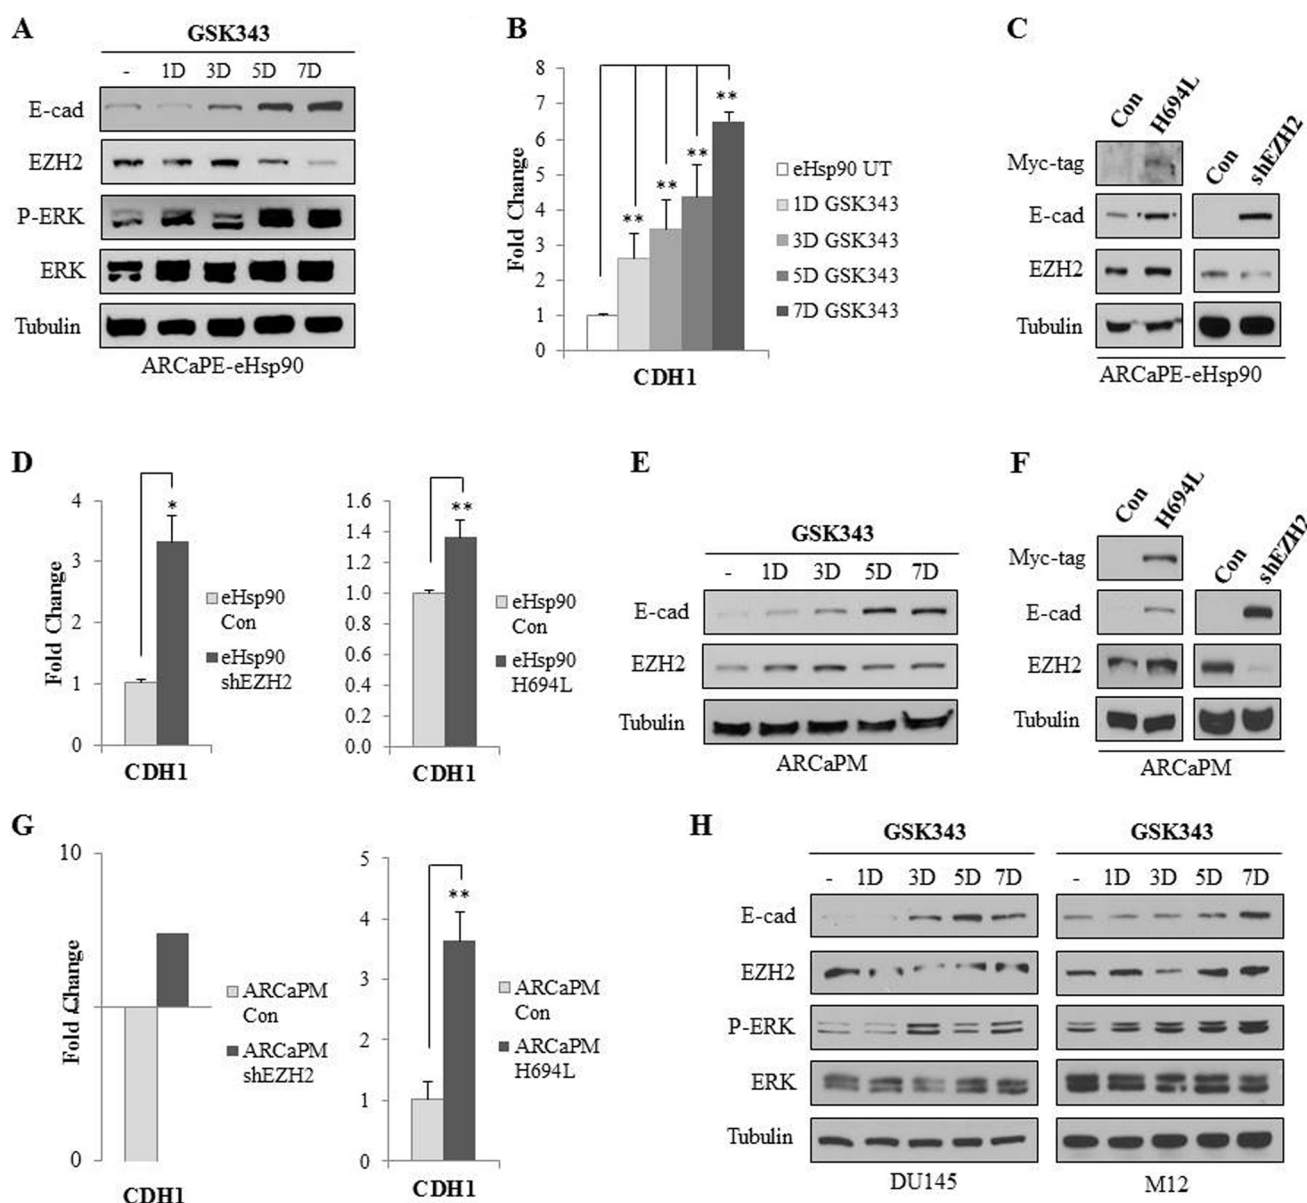 A
GSK343
- 1D 3D 5D 7D
E-cad
EZH2
P-ERK
ERK
Tubulin
ARCaPE-eHsp90
B
8
7
6
5
4
3
2
1
0
Fold Change
**
**
**
**
CDH1
eHsp90 UT
1D GSK343
3D GSK343
5D GSK343
7D GSK343
C
Con H694L
Con shEZH2
Myc-tag
E-cad
EZH2
Tubulin
ARCaPE-eHsp90
D
4
3
2
1
0
Fold Change
*
CDH1
eHsp90
Con
eHsp90
shEZH2
1.6
1.4
1.2
1.0
0.8
0.6
0.4
0.2
0.0
**
CDH1
eHsp90
Con
eHsp90
H694L
E
GSK343
- 1D 3D 5D 7D
E-cad
EZH2
Tubulin
ARCaPM
F
Con H694L
Con shEZH2
Myc-tag
E-cad
EZH2
Tubulin
ARCaPM
G
10
0
Fold Change
CDH1
ARCaPM
Con
ARCaPM
shEZH2
5
4
3
2
1
0
**
CDH1
ARCaPM
Con
ARCaPM
H694L
H
GSK343
- 1D 3D 5D 7D
GSK343
- 1D 3D 5D 7D
E-cad
EZH2
P-ERK
ERK
Tubulin
DU145
M12